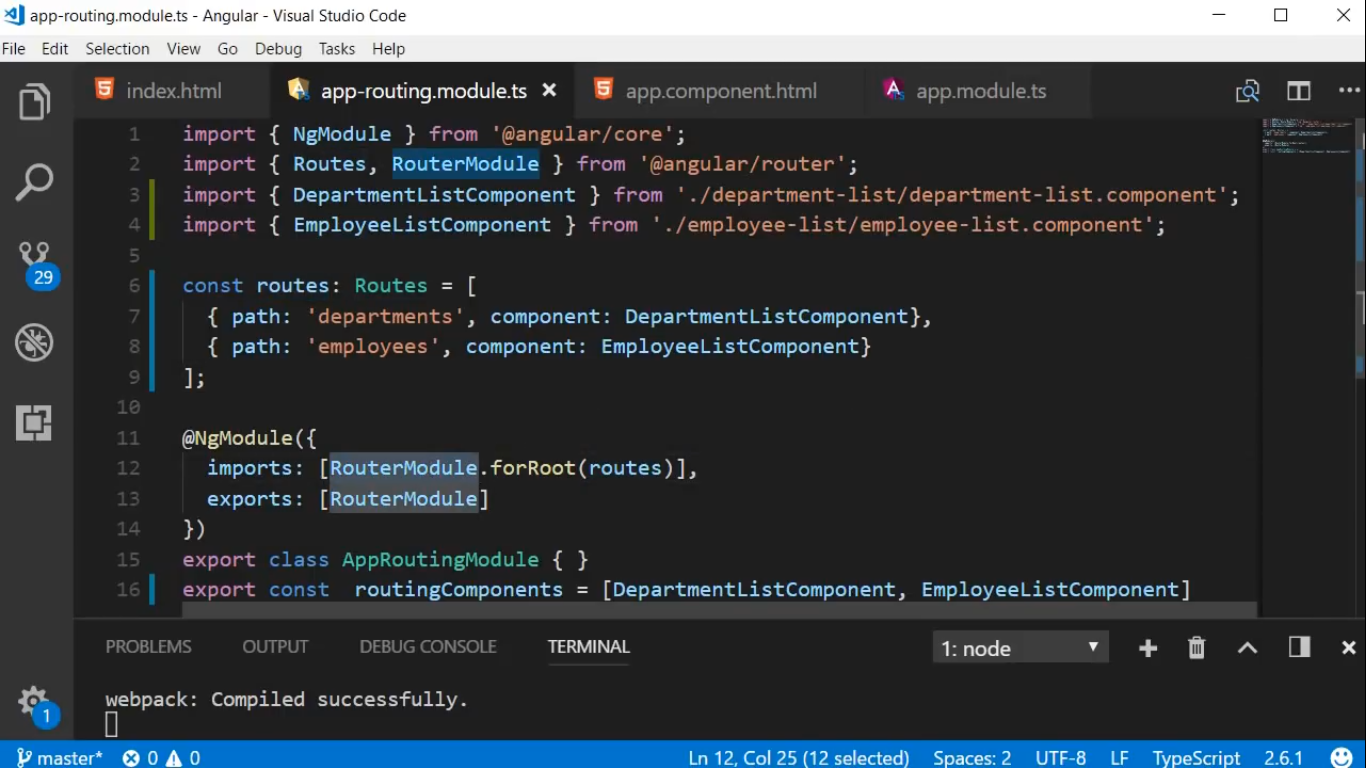 app-routing.module.ts - Angular - Visual Studio Code
File Edit Selection View Go Debug Tasks Help
index.html app-routing.module.ts app.component.html app.module.ts
1 import { NgModule } from '@angular/core';
2 import { Routes, RouterModule } from '@angular/router';
3 import { DepartmentListComponent } from './department-list/department-list.component';
4 import { EmployeeListComponent } from './employee-list/employee-list.component';
5
6 const routes: Routes = [
7   { path: 'departments', component: DepartmentListComponent},
8   { path: 'employees', component: EmployeeListComponent}
9 ];
10
11 @NgModule({
12   imports: [RouterModule.forRoot(routes)],
13   exports: [RouterModule]
14 })
15 export class AppRoutingModule { }
16 export const  routingComponents = [DepartmentListComponent, EmployeeListComponent]
29
PROBLEMS OUTPUT DEBUG CONSOLE TERMINAL 1: node
webpack: Compiled successfully.
1
master* 0 0 Ln 12, Col 25 (12 selected) Spaces: 2 UTF-8 LF TypeScript 2.6.1